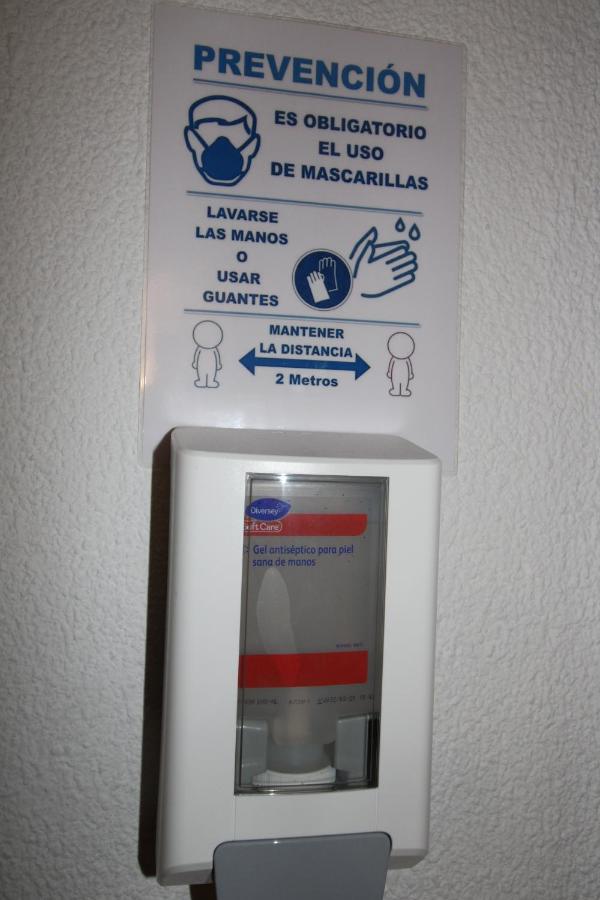 PREVENCIÓN
ES OBLIGATORIO
EL USO
DE MASCARILLAS
LAVARSE
LAS MANOS
O
USAR
GUANTES
MANTENER
LA DISTANCIA
2 Metros
Diversey
Soft Care
Gel antiséptico para piel
sana de manos